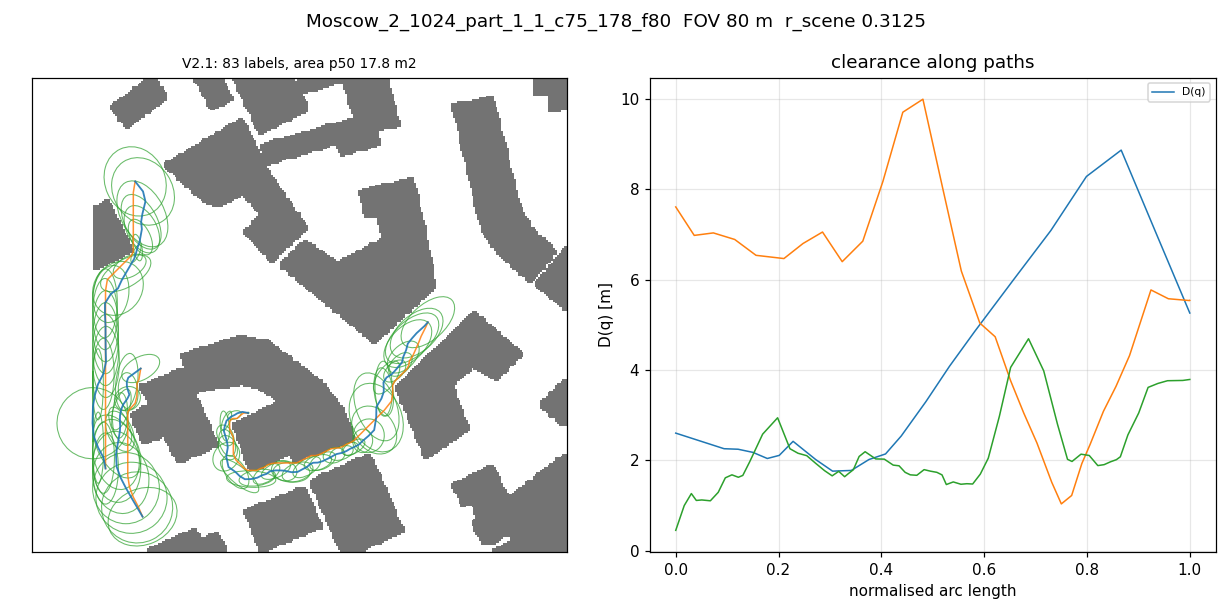 Moscow_2_1024_part_1_1_c75_178_f80  FOV 80 m  r_scene 0.3125
V2.1: 83 labels, area p50 17.8 m2
clearance along paths
D(q)
10
8
6
4
2
0
D(q) [m]
0.0 0.2 0.4 0.6 0.8 1.0
normalised arc length